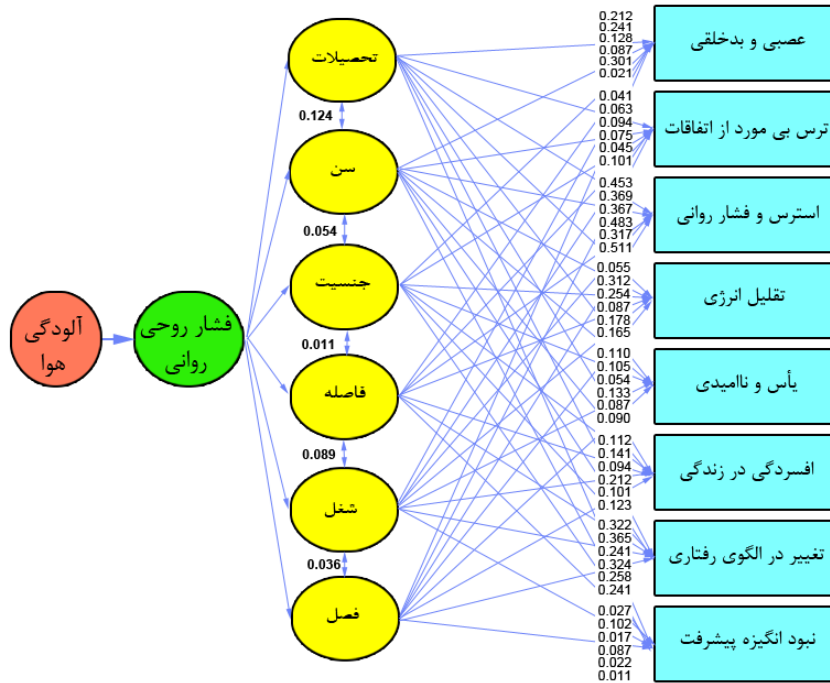 آلودگی
هوا
فشار روحی
روانی
تحصیلات
0.124
سن
0.054
جنسیت
0.011
فاصله
0.089
شغل
0.036
فصل
0.212
0.241
0.128
0.087
0.301
0.021
عصبی و بدخلقی
0.041
0.063
0.094
0.075
0.045
0.101
ترس بی مورد از اتفاقات
0.453
0.369
0.367
0.483
0.317
0.511
استرس و فشار روانی
0.055
0.312
0.254
0.087
0.178
0.165
تقلیل انرژی
0.110
0.105
0.054
0.133
0.087
0.090
یأس و ناامیدی
0.112
0.141
0.094
0.212
0.101
0.123
افسردگی در زندگی
0.322
0.365
0.241
0.324
0.258
0.241
تغییر در الگوی رفتاری
0.027
0.102
0.017
0.087
0.022
0.011
نبود انگیزه پیشرفت